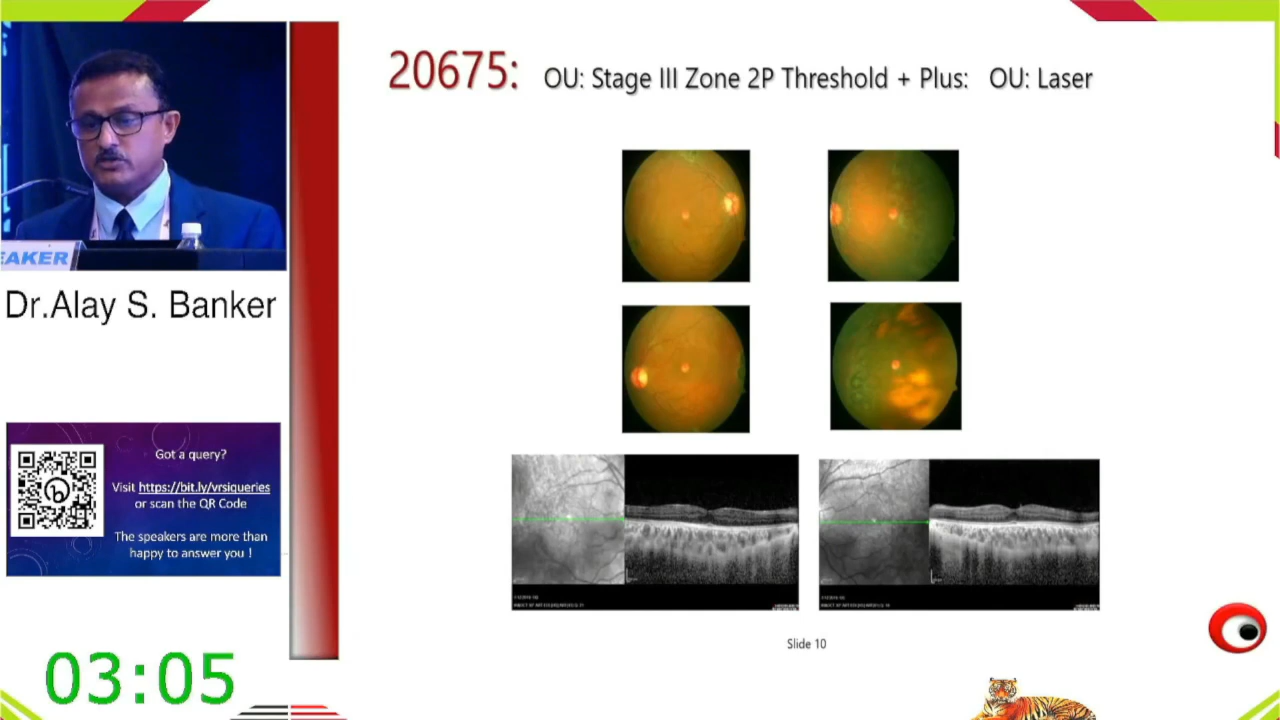 20675: OU: Stage III Zone 2P Threshold + Plus: OU: Laser
EAKER
Dr.Alay S. Banker
Got a query?
Visit https://bit.ly/vrsiqueries
or scan the QR Code
The speakers are more than
happy to answer you !
Slide 10
03:05